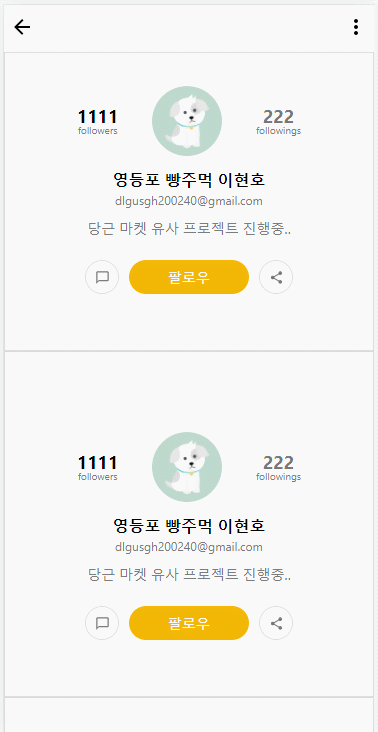 1111
followers
222
followings
영등포 빵주먹 이현호
dlgusgh200240@gmail.com
당근 마켓 유사 프로젝트 진행중..
팔로우
1111
followers
222
followings
영등포 빵주먹 이현호
dlgusgh200240@gmail.com
당근 마켓 유사 프로젝트 진행중..
팔로우